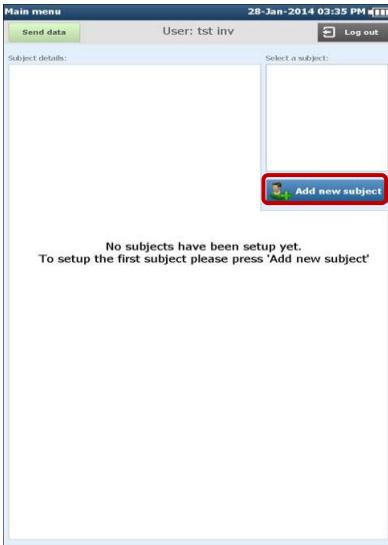 Main menu 28-Jan-2014 03:35 PM
Send data User: tst inv Log out
Subject details: Select a subject:
Add new subject
No subjects have been setup yet.
To setup the first subject please press 'Add new subject'